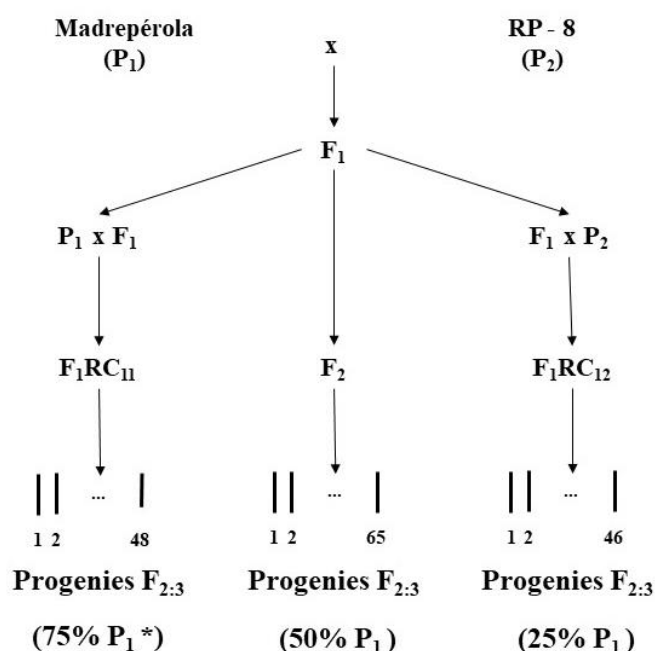 Madrepérola x RP - 8
(P₁) (P₂)
F₁
P₁ x F₁ F₁ x P₂
F₁RC₁₁ F₂ F₁RC₁₂
... ... ...
1 2 48 1 2 65 1 2 46
Progenies F₂:₃ Progenies F₂:₃ Progenies F₂:₃
(75% P₁ *) (50% P₁ ) (25% P₁ )